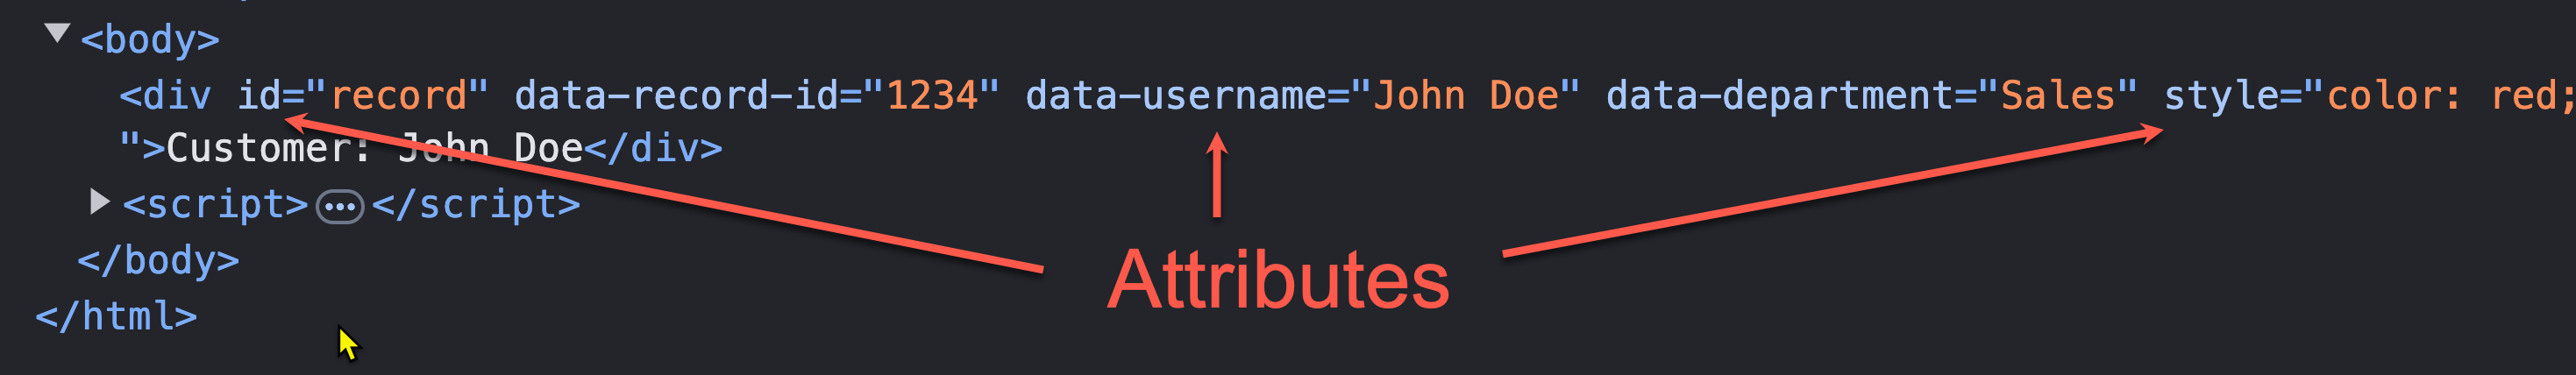 <body>
<div id="record" data-record-id="1234" data-username="John Doe" data-department="Sales" style="color: red;
">Customer: John Doe</div>
<script>•••</script>
</body>
Attributes
</html>